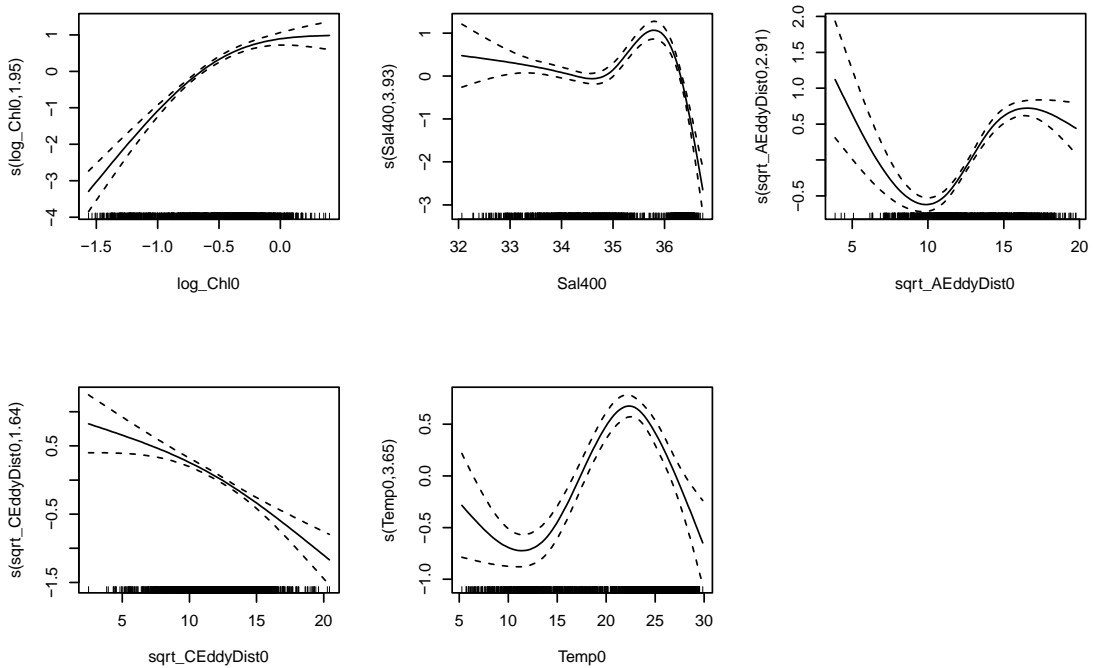 s(log_Chl0,1.95)
1
0
−1
−2
−3
−4
−1.5 −1.0 −0.5 0.0
log_Chl0
s(Sal400,3.93)
1
0
−1
−2
−3
32 33 34 35 36
Sal400
s(sqrt_AEddyDist0,2.91)
2.0
1.5
1.0
0.5
−0.5
5 10 15 20
sqrt_AEddyDist0
s(sqrt_CEddyDist0,1.64)
0.5
−0.5
−1.5
5 10 15 20
sqrt_CEddyDist0
s(Temp0,3.65)
0.5
0.0
−0.5
−1.0
5 10 15 20 25 30
Temp0